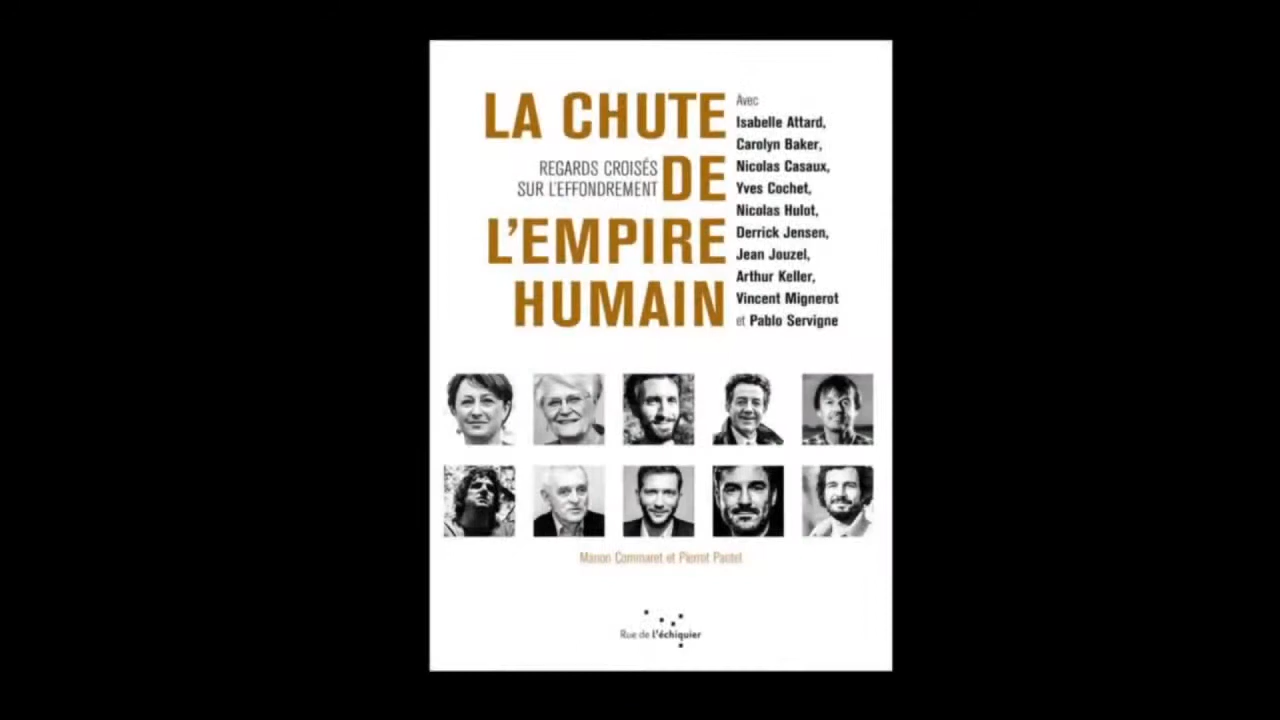 LA CHUTE
REGARDS CROISÉS
SUR L'EFFONDREMENT
DE
L'EMPIRE
HUMAIN
Avec
Isabelle Attard,
Carolyn Baker,
Nicolas Casaux,
Yves Cochet,
Nicolas Hulot,
Derrick Jensen,
Jean Jouzel,
Arthur Keller,
Vincent Mignerot
et Pablo Servigne
Manon Commaret et Pierrot Pantel
Rue de L'échiquier